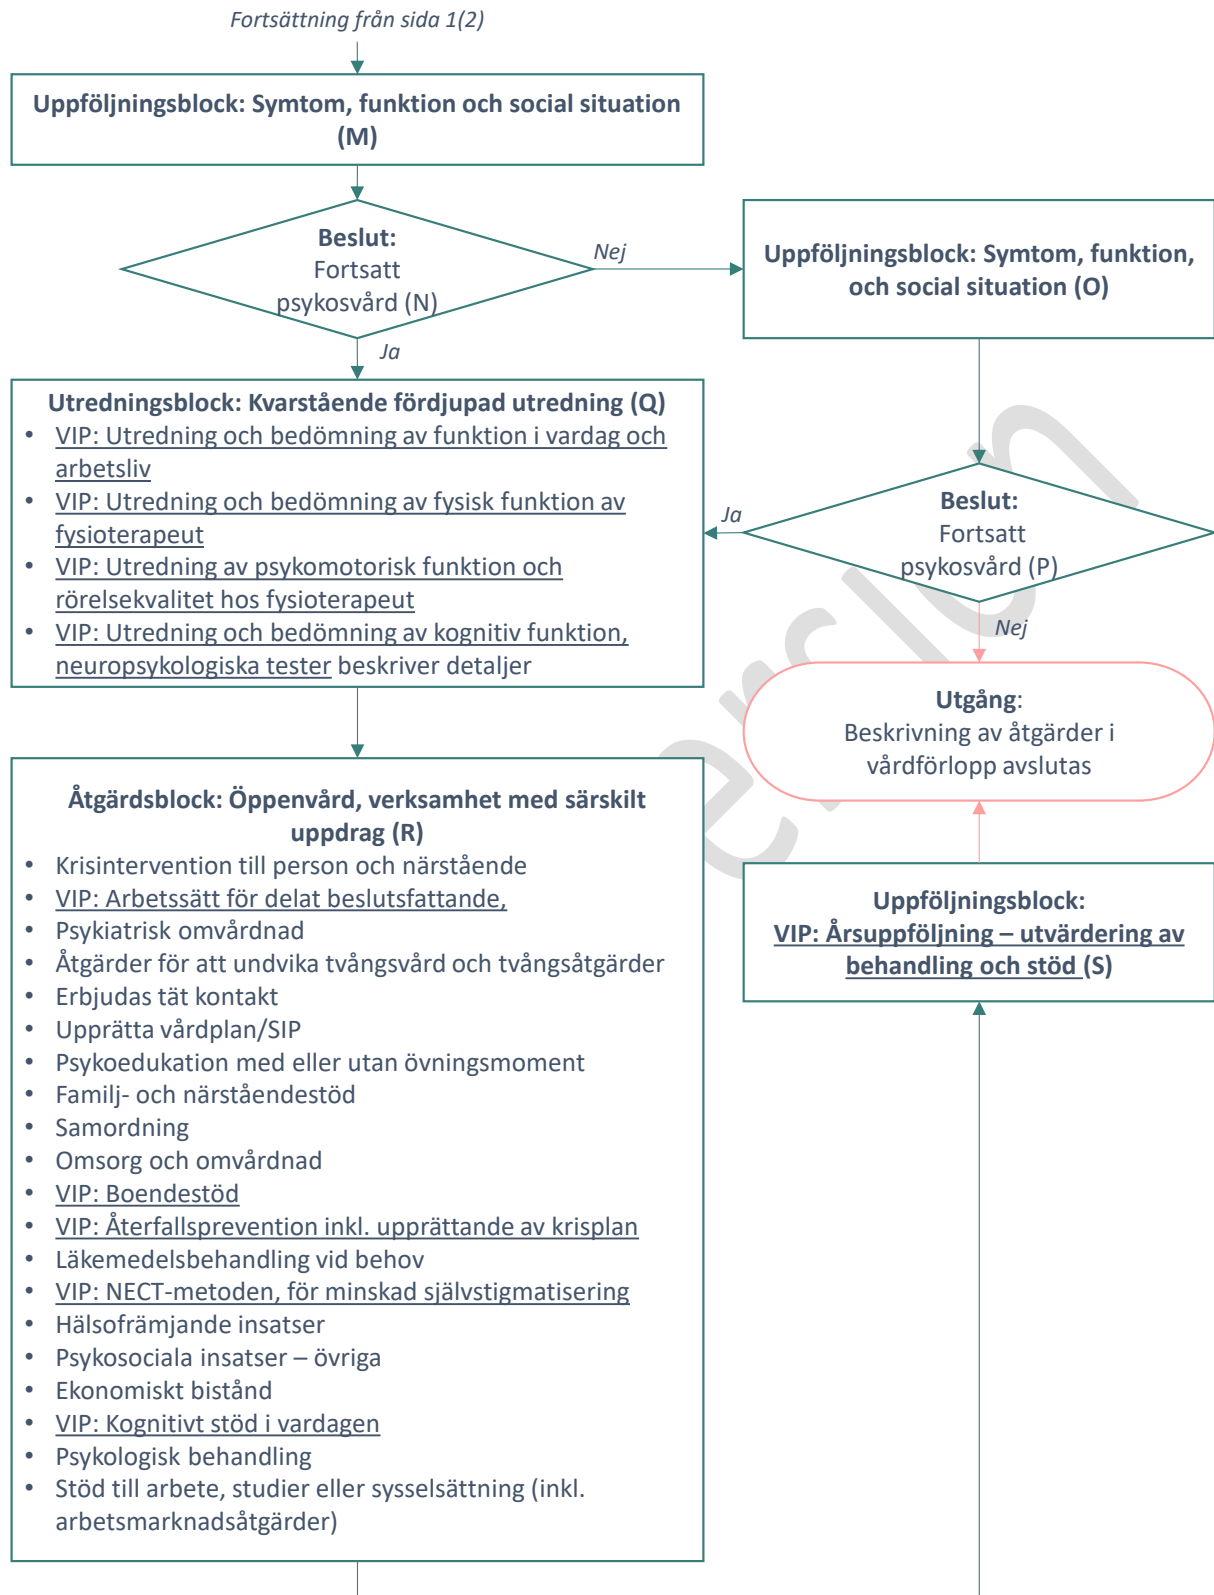 Fortsättning från sida 1(2)
Uppföljningsblock: Symtom, funktion och social situation
(M)
Beslut:
Fortsatt
psykosvård (N)
Nej
Ja
Uppföljningsblock: Symtom, funktion,
och social situation (O)
Utredningsblock: Kvarstående fördjupad utredning (Q)
• VIP: Utredning och bedömning av funktion i vardag och
arbetsliv
• VIP: Utredning och bedömning av fysisk funktion av
fysioterapeut
• VIP: Utredning av psykomotorisk funktion och
rörelsekvalitet hos fysioterapeut
• VIP: Utredning och bedömning av kognitiv funktion,
neuropsykologiska tester beskriver detaljer
Beslut:
Fortsatt
psykosvård (P)
Ja
Nej
Utgång:
Beskrivning av åtgärder i
vårdförlopp avslutas
Åtgärdsblock: Öppenvård, verksamhet med särskilt
uppdrag (R)
• Krisintervention till person och närstående
• VIP: Arbetssätt för delat beslutsfattande,
• Psykiatrisk omvårdnad
• Åtgärder för att undvika tvångsvård och tvångsåtgärder
• Erbjudas tät kontakt
• Upprätta vårdplan/SIP
• Psykoedukation med eller utan övningsmoment
• Familj- och närståendestöd
• Samordning
• Omsorg och omvårdnad
• VIP: Boendestöd
• VIP: Återfallsprevention inkl. upprättande av krisplan
• Läkemedelsbehandling vid behov
• VIP: NECT-metoden, för minskad självstigmatisering
• Hälsofrämjande insatser
• Psykosociala insatser – övriga
• Ekonomiskt bistånd
• VIP: Kognitivt stöd i vardagen
• Psykologisk behandling
• Stöd till arbete, studier eller sysselsättning (inkl.
arbetsmarknadsåtgärder)
Uppföljningsblock:
VIP: Årsuppföljning – utvärdering av
behandling och stöd (S)